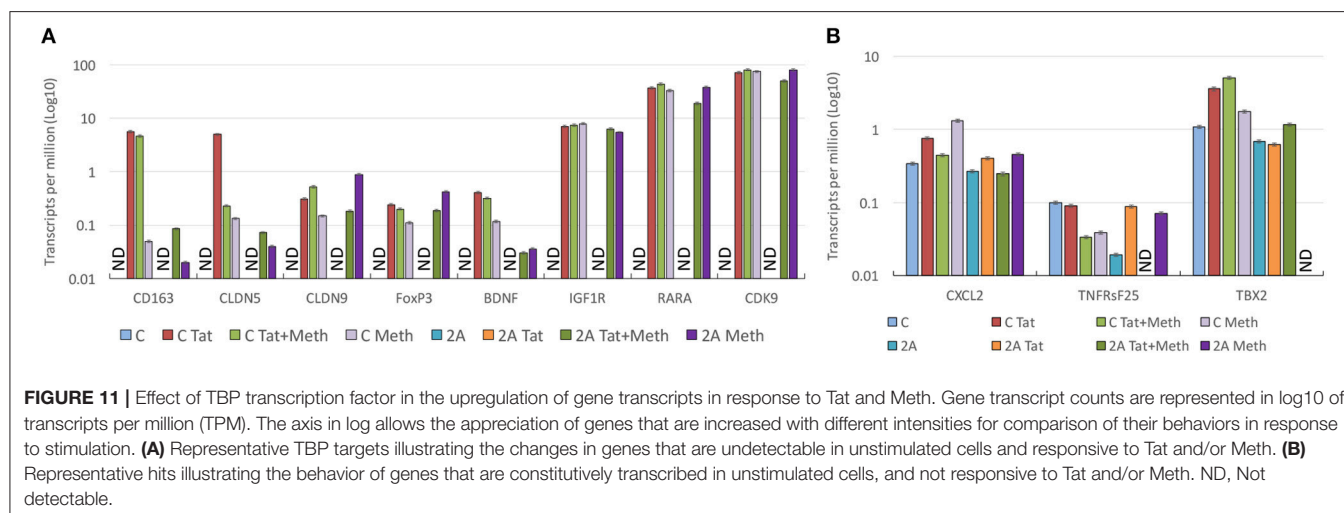 A
Transcripts per million (Log10)
100
10
1
0.1
0.01
ND ND ND ND ND ND ND ND ND ND ND ND ND ND ND ND
CD163 CLDN5 CLDN9 FoxP3 BDNF IGF1R RARA CDK9
C C Tat C Tat+Meth C Meth 2A 2A Tat 2A Tat+Meth 2A Meth
B
Transcripts per million (Log10)
10
1
0.1
0.01
ND ND
CXCL2 TNFRsF25 TBX2
C C Tat C Tat+Meth C Meth
2A 2A Tat 2A Tat+Meth 2A Meth
FIGURE 11 | Effect of TBP transcription factor in the upregulation of gene transcripts in response to Tat and Meth. Gene transcript counts are represented in log10 of
transcripts per million (TPM). The axis in log allows the appreciation of genes that are increased with different intensities for comparison of their behaviors in response
to stimulation. (A) Representative TBP targets illustrating the changes in genes that are undetectable in unstimulated cells and responsive to Tat and/or Meth. (B)
Representative hits illustrating the behavior of genes that are constitutively transcribed in unstimulated cells, and not responsive to Tat and/or Meth. ND, Not
detectable.